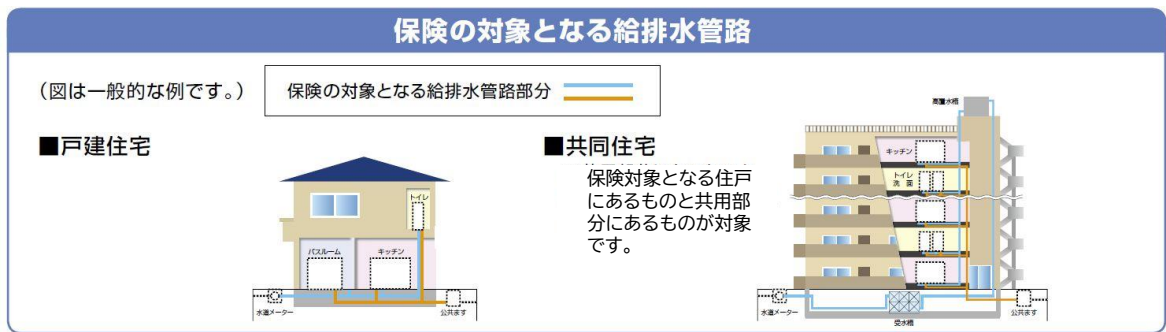 保険の対象となる給排水管路
（図は一般的な例です。）
保険の対象となる給排水管路部分
■戸建住宅
トイレ
バスルーム
キッチン
水道メーター
公共ます
■共同住宅
保険対象となる住戸
にあるものと共用部
分にあるものが対象
です。
高置水槽
キッチン
トイレ
洗面
水道メーター
受水槽
公共ます